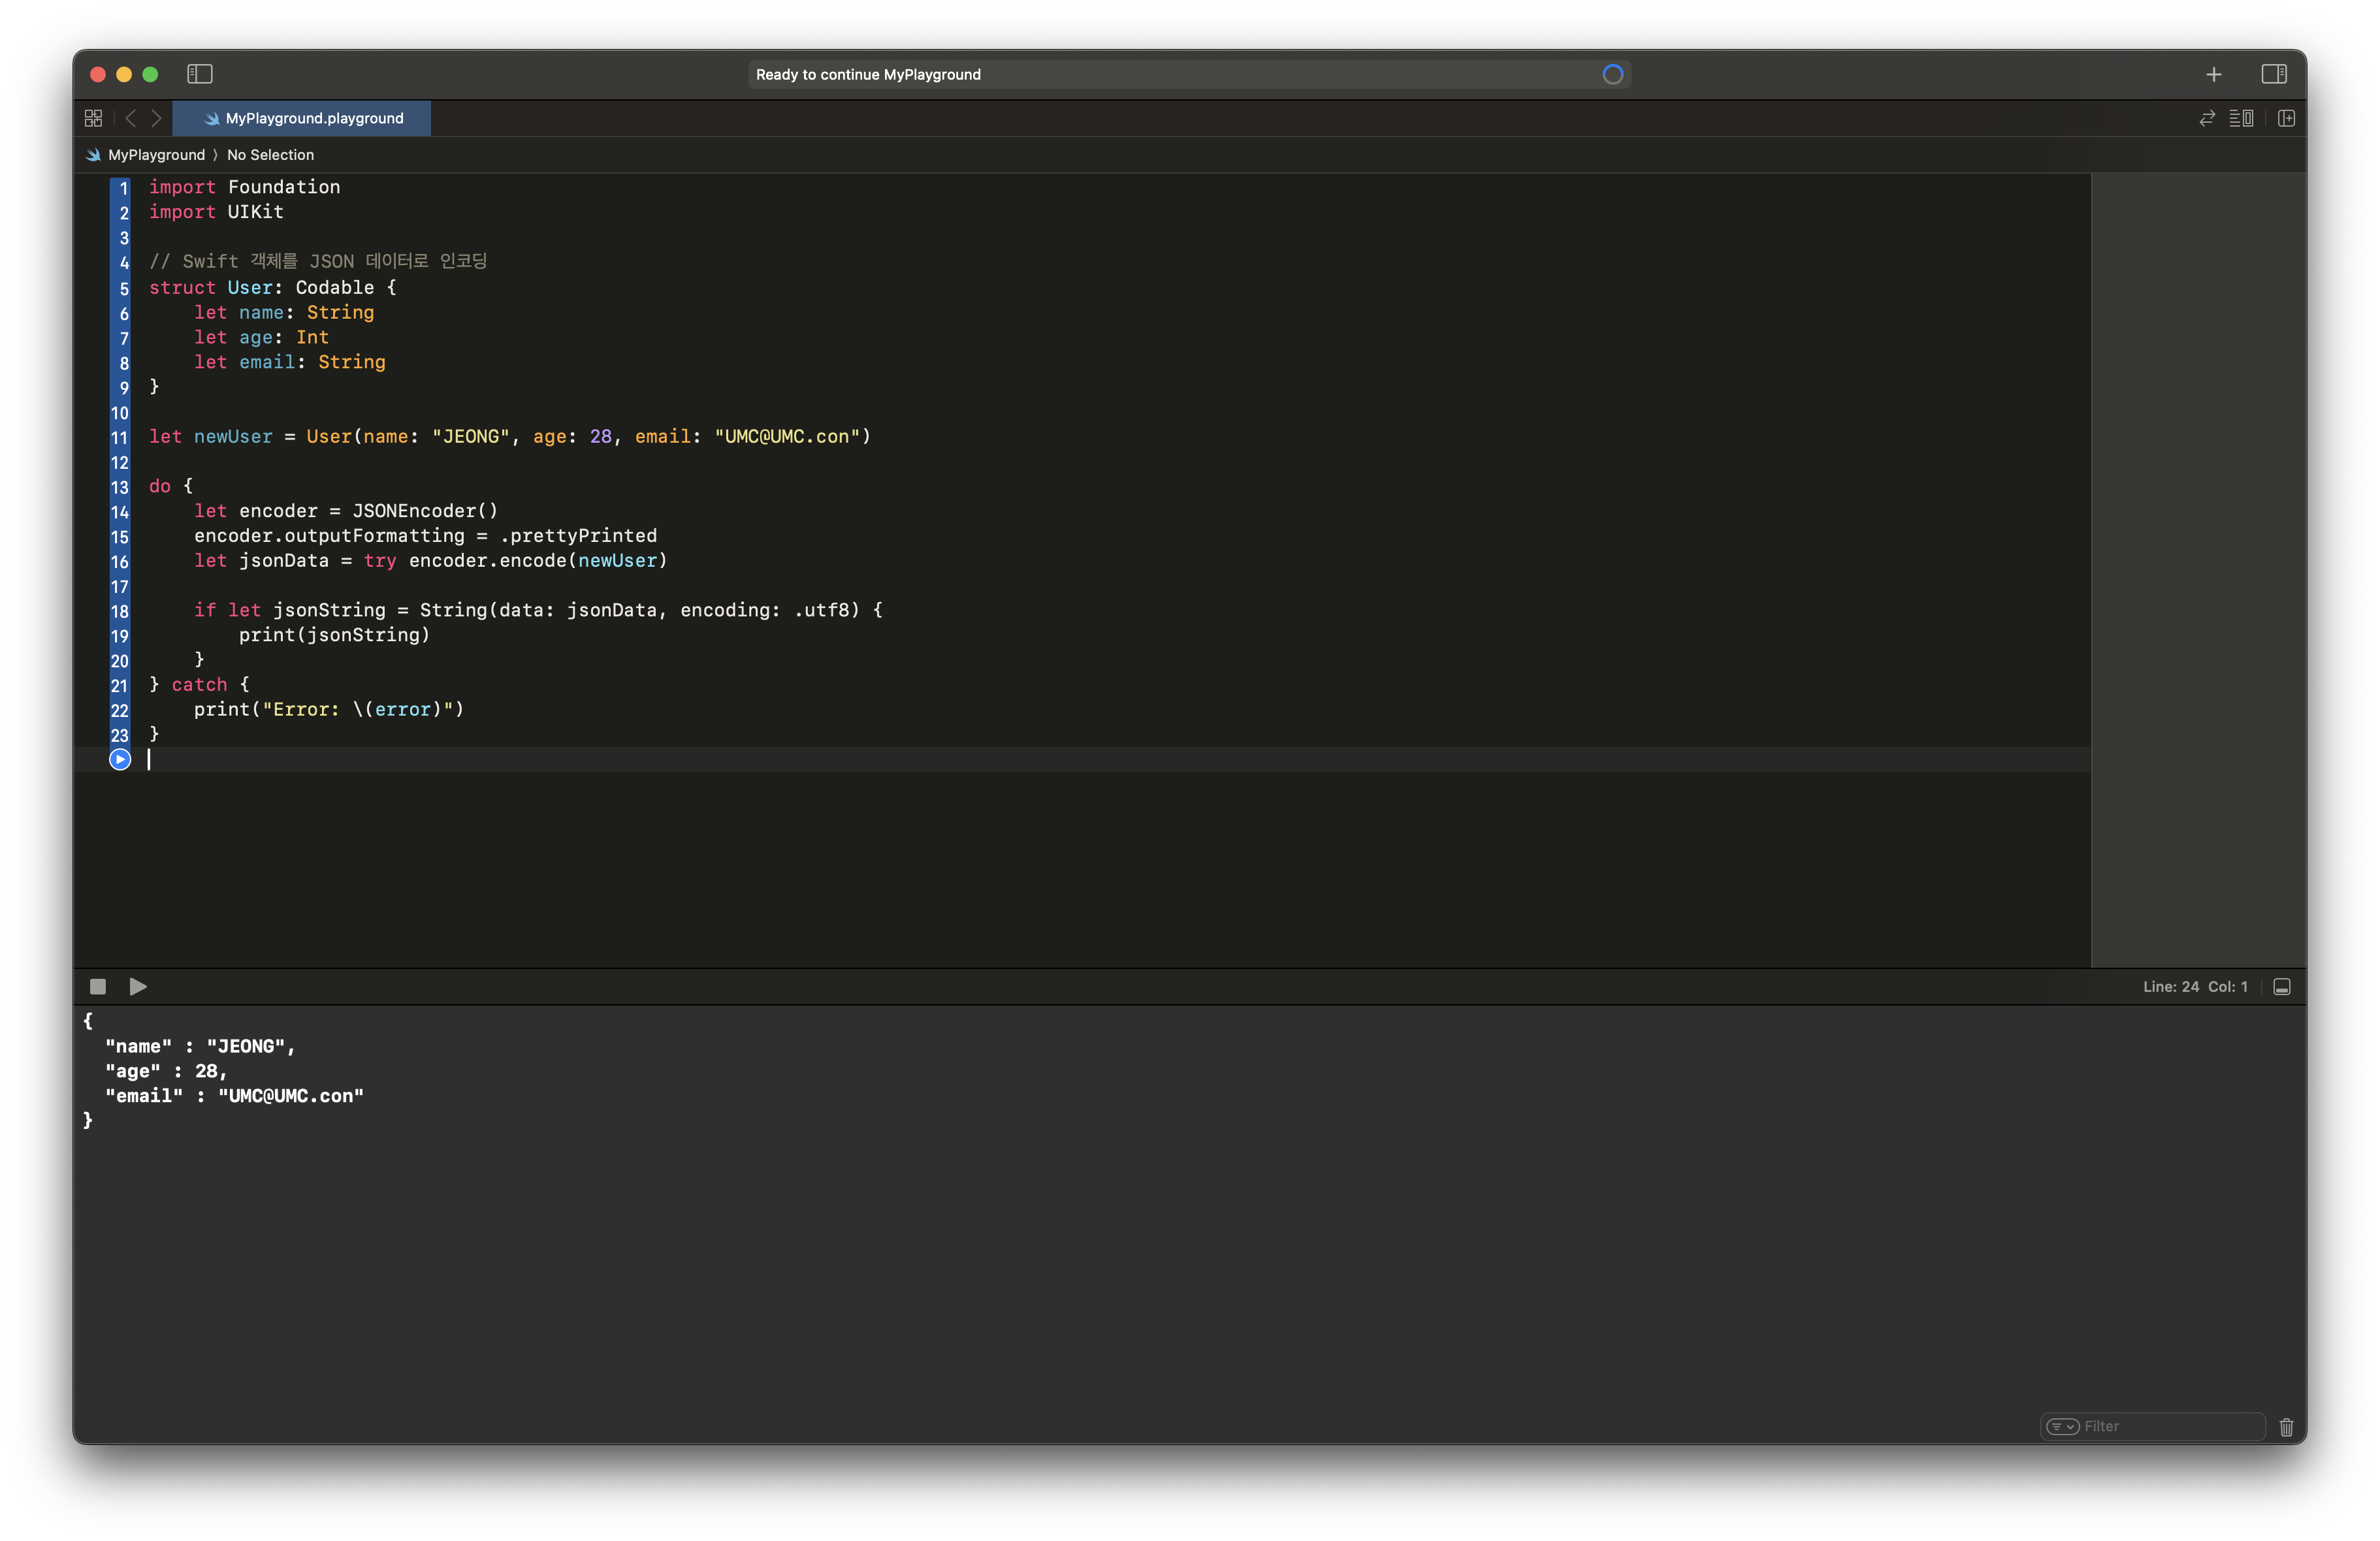 Ready to continue MyPlayground
MyPlayground.playground
MyPlayground 〉 No Selection
1 import Foundation
2 import UIKit
3
4 // Swift 객체를 JSON 데이터로 인코딩
5 struct User: Codable {
6     let name: String
7     let age: Int
8     let email: String
9 }
10
11 let newUser = User(name: "JEONG", age: 28, email: "UMC@UMC.con")
12
13 do {
14     let encoder = JSONEncoder()
15     encoder.outputFormatting = .prettyPrinted
16     let jsonData = try encoder.encode(newUser)
17
18     if let jsonString = String(data: jsonData, encoding: .utf8) {
19         print(jsonString)
20     }
21 } catch {
22     print("Error: \(error)")
23 }
Line: 24 Col: 1
{
  "name" : "JEONG",
  "age" : 28,
  "email" : "UMC@UMC.con"
}
Filter